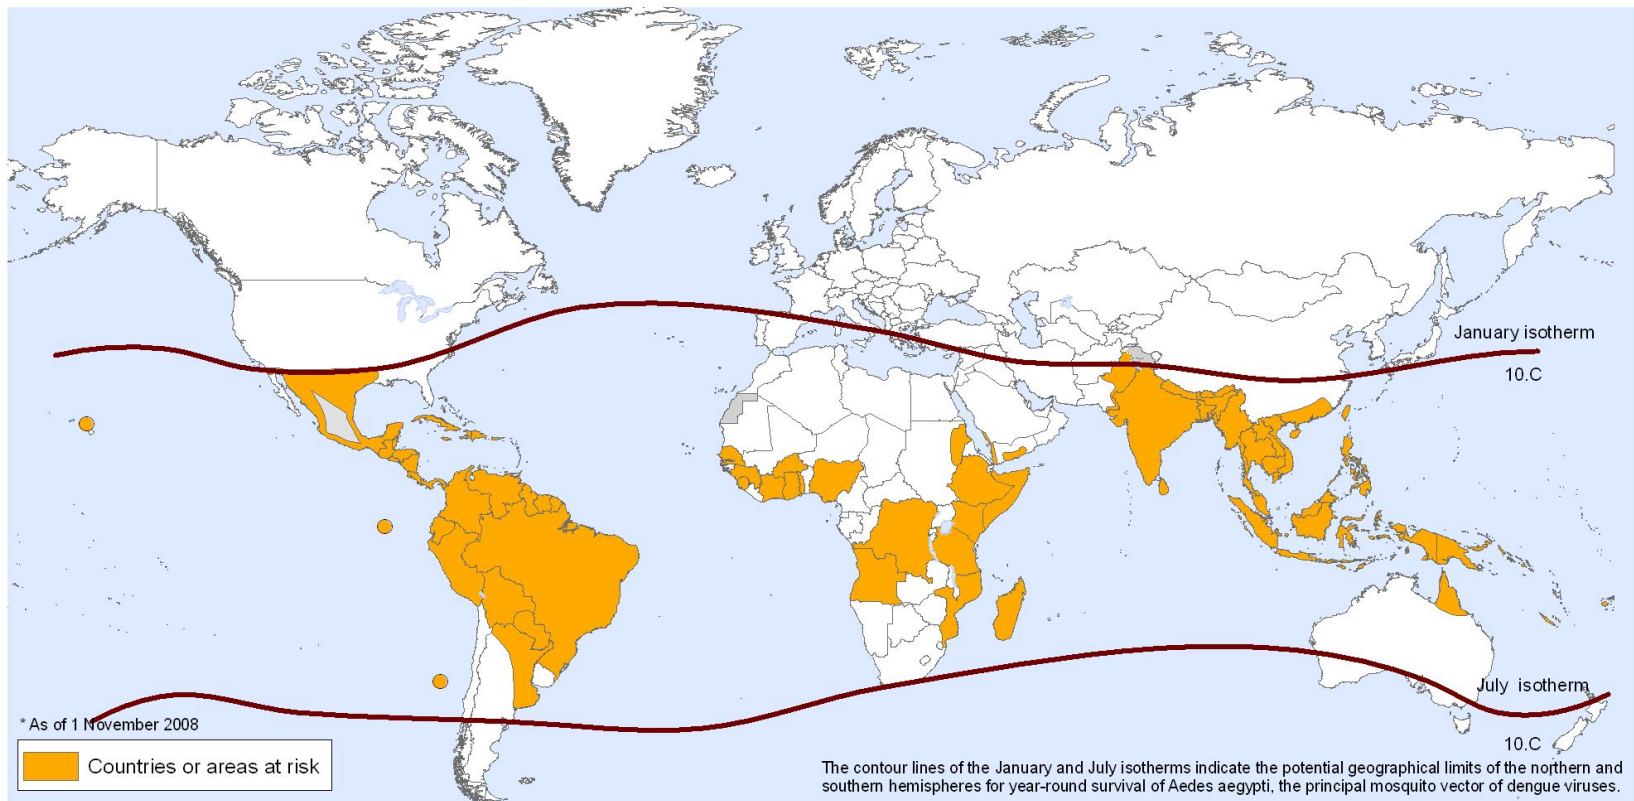 January isotherm
10.C
July isotherm
* As of 1 November 2008
10.C
Countries or areas at risk
The contour lines of the January and July isotherms indicate the potential geographical limits of the northern and
southern hemispheres for year-round survival of Aedes aegypti, the principal mosquito vector of dengue viruses.